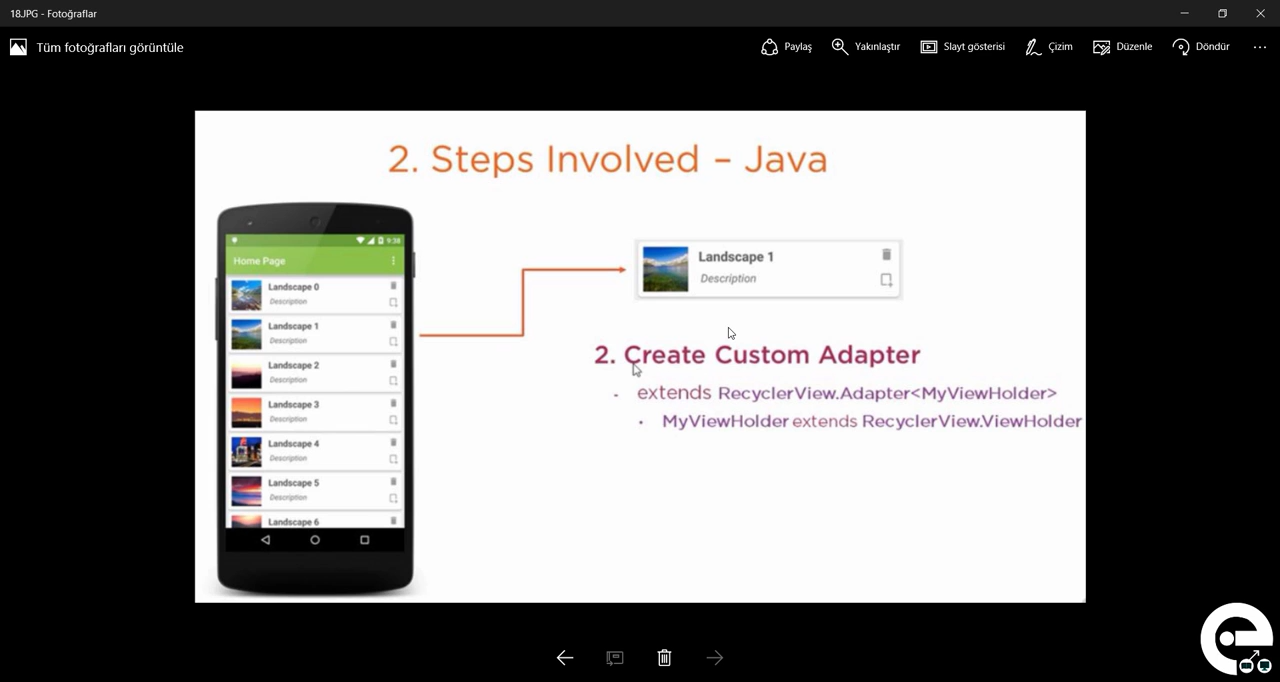 18.JPG - Fotoğraflar
Tüm fotoğrafları görüntüle
Paylaş
Yakınlaştır
Slayt gösterisi
Çizim
Düzenle
Döndür
2. Steps Involved – Java
9:38
Home Page
Landscape 0
Description
Landscape 1
Description
Landscape 2
Description
Landscape 3
Description
Landscape 4
Description
Landscape 5
Description
Landscape 6
Landscape 1
Description
2. Create Custom Adapter
- extends RecyclerView.Adapter<MyViewHolder>
• MyViewHolder extends RecyclerView.ViewHolder